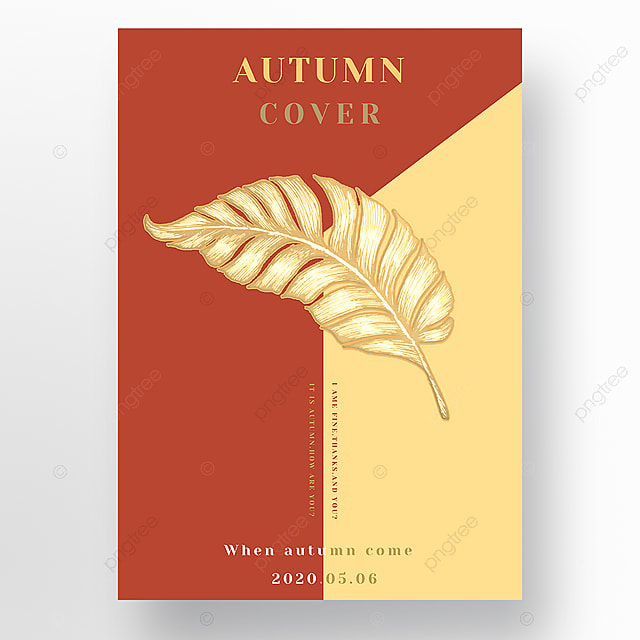 AUTUMN
COVER
IT IS AUTUMN.HOW ARE YOU?
I AME FINE.THANKS.AND YOU?
When autumn come
2020.05.06
pngtree